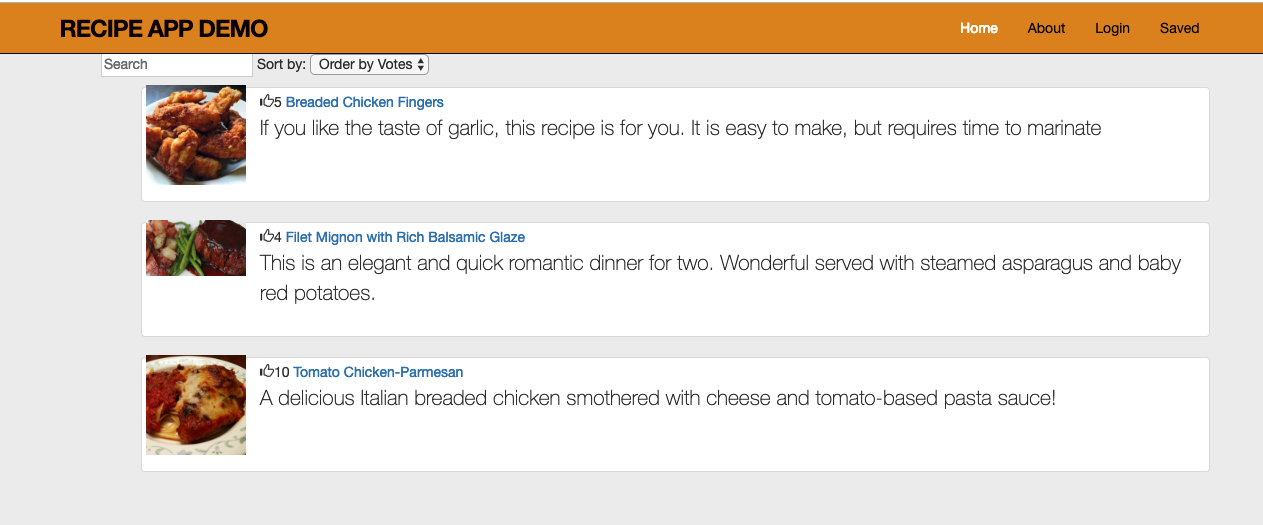 RECIPE APP DEMO Home About Login Saved
Search Sort by: Order by Votes
5 Breaded Chicken Fingers
If you like the taste of garlic, this recipe is for you. It is easy to make, but requires time to marinate
4 Filet Mignon with Rich Balsamic Glaze
This is an elegant and quick romantic dinner for two. Wonderful served with steamed asparagus and baby
red potatoes.
10 Tomato Chicken-Parmesan
A delicious Italian breaded chicken smothered with cheese and tomato-based pasta sauce!